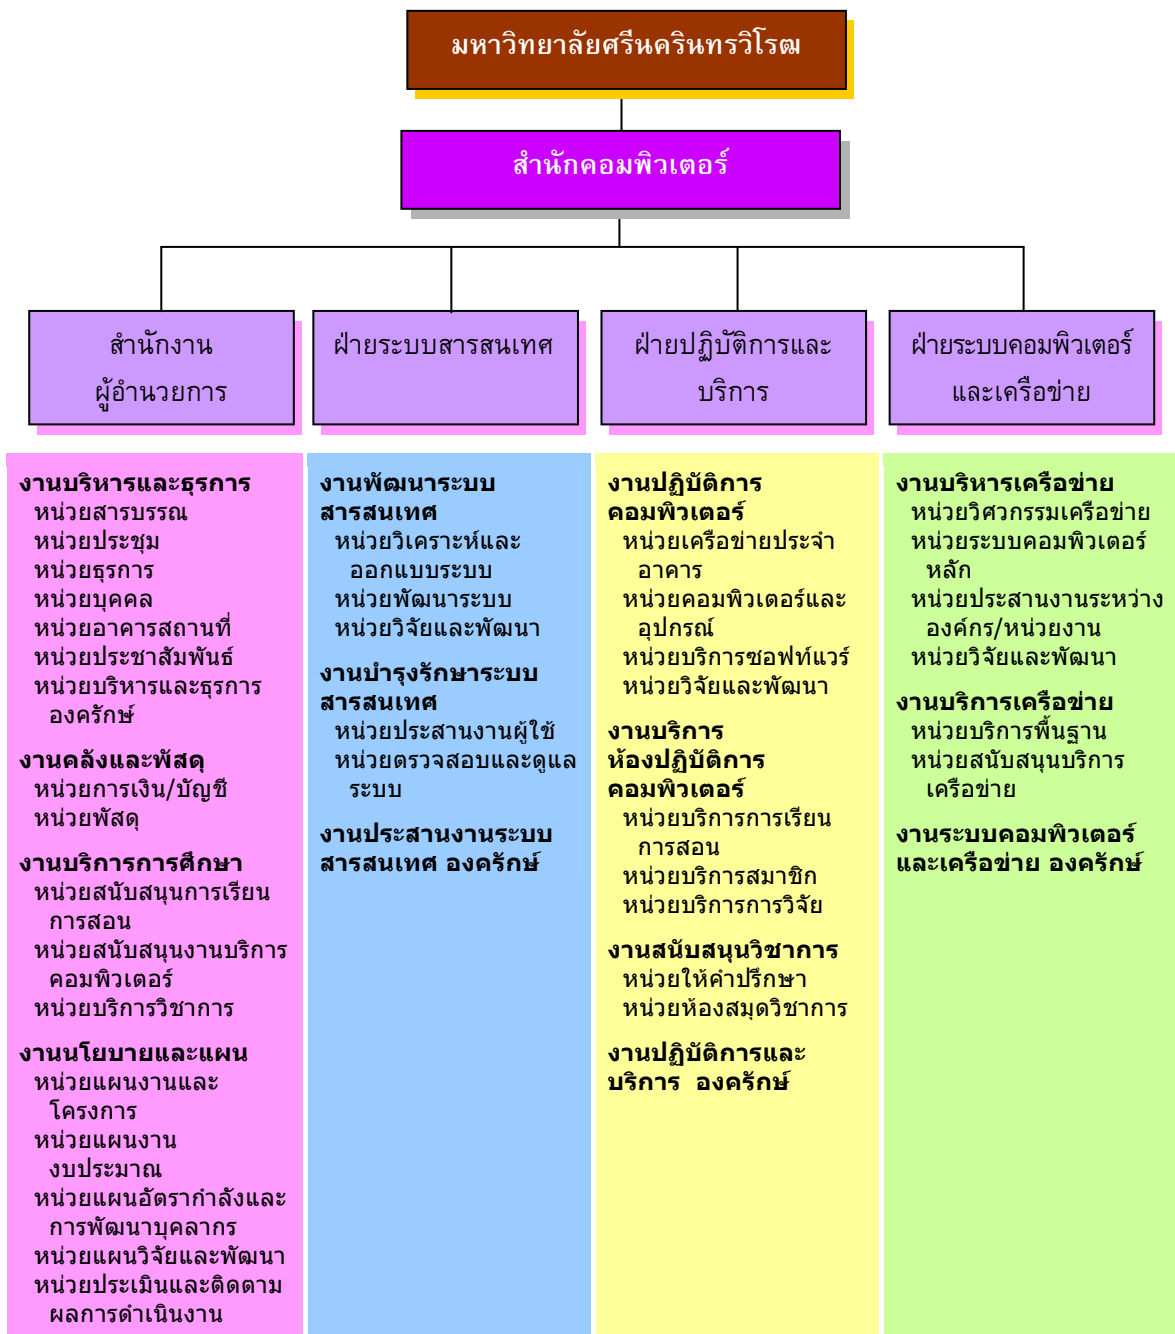 มหาวิทยาลัยศรีนครินทรวิโรฒ
สำนักคอมพิวเตอร์
สำนักงาน
ผู้อำนวยการ
ฝ่ายระบบสารสนเทศ
ฝ่ายปฏิบัติการและ
บริการ
ฝ่ายระบบคอมพิวเตอร์
และเครือข่าย
งานบริหารและธุรการ
หน่วยสารบรรณ
หน่วยประชุม
หน่วยธุรการ
หน่วยบุคคล
หน่วยอาคารสถานที่
หน่วยประชาสัมพันธ์
หน่วยบริหารและธุรการ
องครักษ์
งานคลังและพัสดุ
หน่วยการเงิน/บัญชี
หน่วยพัสดุ
งานบริการการศึกษา
หน่วยสนับสนุนการเรียน
การสอน
หน่วยสนับสนุนงานบริการ
คอมพิวเตอร์
หน่วยบริการวิชาการ
งานนโยบายและแผน
หน่วยแผนงานและ
โครงการ
หน่วยแผนงาน
งบประมาณ
หน่วยแผนอัตรากำลังและ
การพัฒนาบุคลากร
หน่วยแผนวิจัยและพัฒนา
หน่วยประเมินและติดตาม
ผลการดำเนินงาน
งานพัฒนาระบบ
สารสนเทศ
หน่วยวิเคราะห์และ
ออกแบบระบบ
หน่วยพัฒนาระบบ
หน่วยวิจัยและพัฒนา
งานบำรุงรักษาระบบ
สารสนเทศ
หน่วยประสานงานผู้ใช้
หน่วยตรวจสอบและดูแล
ระบบ
งานประสานงานระบบ
สารสนเทศ องครักษ์
งานปฏิบัติการ
คอมพิวเตอร์
หน่วยเครือข่ายประจำ
อาคาร
หน่วยคอมพิวเตอร์และ
อุปกรณ์
หน่วยบริการซอฟท์แวร์
หน่วยวิจัยและพัฒนา
งานบริการ
ห้องปฏิบัติการ
คอมพิวเตอร์
หน่วยบริการการเรียน
การสอน
หน่วยบริการสมาชิก
หน่วยบริการการวิจัย
งานสนับสนุนวิชาการ
หน่วยให้คำปรึกษา
หน่วยห้องสมุดวิชาการ
งานปฏิบัติการและ
บริการ องครักษ์
งานบริหารเครือข่าย
หน่วยวิศวกรรมเครือข่าย
หน่วยระบบคอมพิวเตอร์
หลัก
หน่วยประสานงานระหว่าง
องค์กร/หน่วยงาน
หน่วยวิจัยและพัฒนา
งานบริการเครือข่าย
หน่วยบริการพื้นฐาน
หน่วยสนับสนุนบริการ
เครือข่าย
งานระบบคอมพิวเตอร์
และเครือข่าย องครักษ์